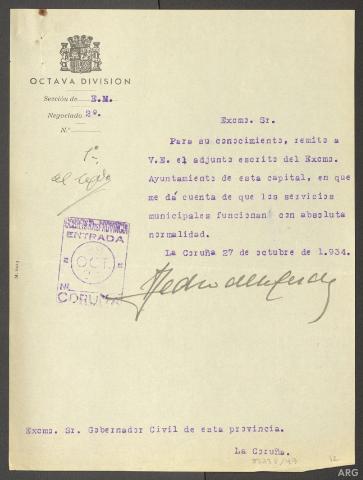 OCTAVA DIVISIÓN
Sección de E.M.
Negociado 2º.
N.º
Excmo. Sr.
Para su conocimiento, remito a
V.E. el adjunto escrito del Excmo.
Ayuntamiento de esta capital, en que
me dá cuenta de que los servicios
municipales funcionan con absoluta
normalidad.
La Coruña 27 de octubre de 1.934.
ENTRADA
OCT.
CORUÑA
Excmo. Sr. Gobernador Civil de esta provincia.
La Coruña.
12
ARG